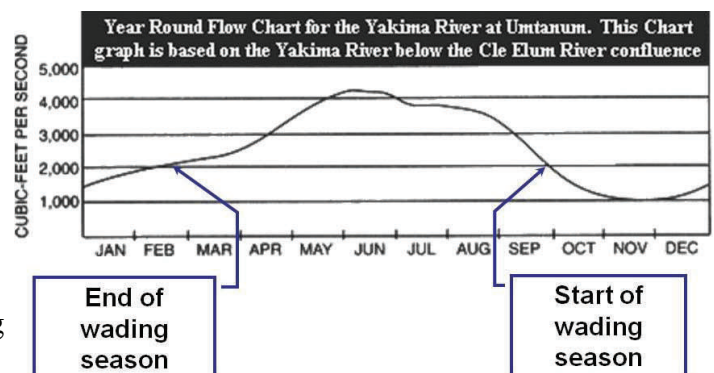 Year Round Flow Chart for the Yakima River at Umtanum. This Chart
graph is based on the Yakima River below the Cle Elum River confluence
CUBIC-FEET PER SECOND
5,000
4,000
3,000
2,000
1,000
JAN FEB MAR APR MAY JUN JUL AUG SEP OCT NOV DEC
End of
wading
season
Start of
wading
season
g